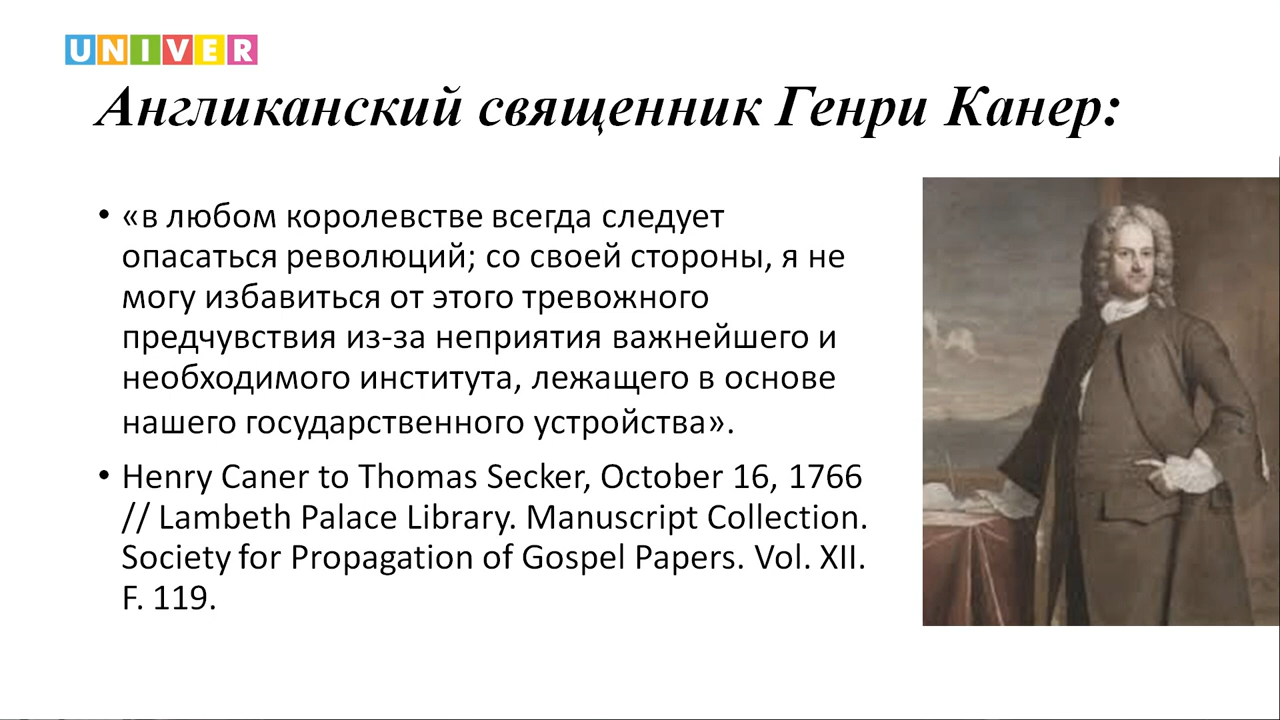 UNIVER
Англиканский священник Генри Канер:
• «в любом королевстве всегда следует
опасаться революций; со своей стороны, я не
могу избавиться от этого тревожного
предчувствия из-за неприятия важнейшего и
необходимого института, лежащего в основе
нашего государственного устройства».
• Henry Caner to Thomas Secker, October 16, 1766
// Lambeth Palace Library. Manuscript Collection.
Society for Propagation of Gospel Papers. Vol. XII.
F. 119.